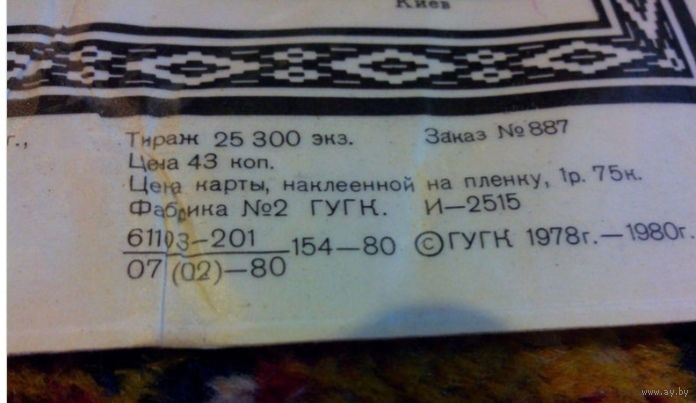 Киев
г.,
Тираж 25 300 экз. Заказ №887
Цена 43 коп.
Цена карты, наклеенной на пленку, 1р. 75к.
Фабрика №2 ГУГК. И—2515
61103—201
07 (02)—80
154—80 ©ГУГК 1978г.—1980г.
www.ay.by